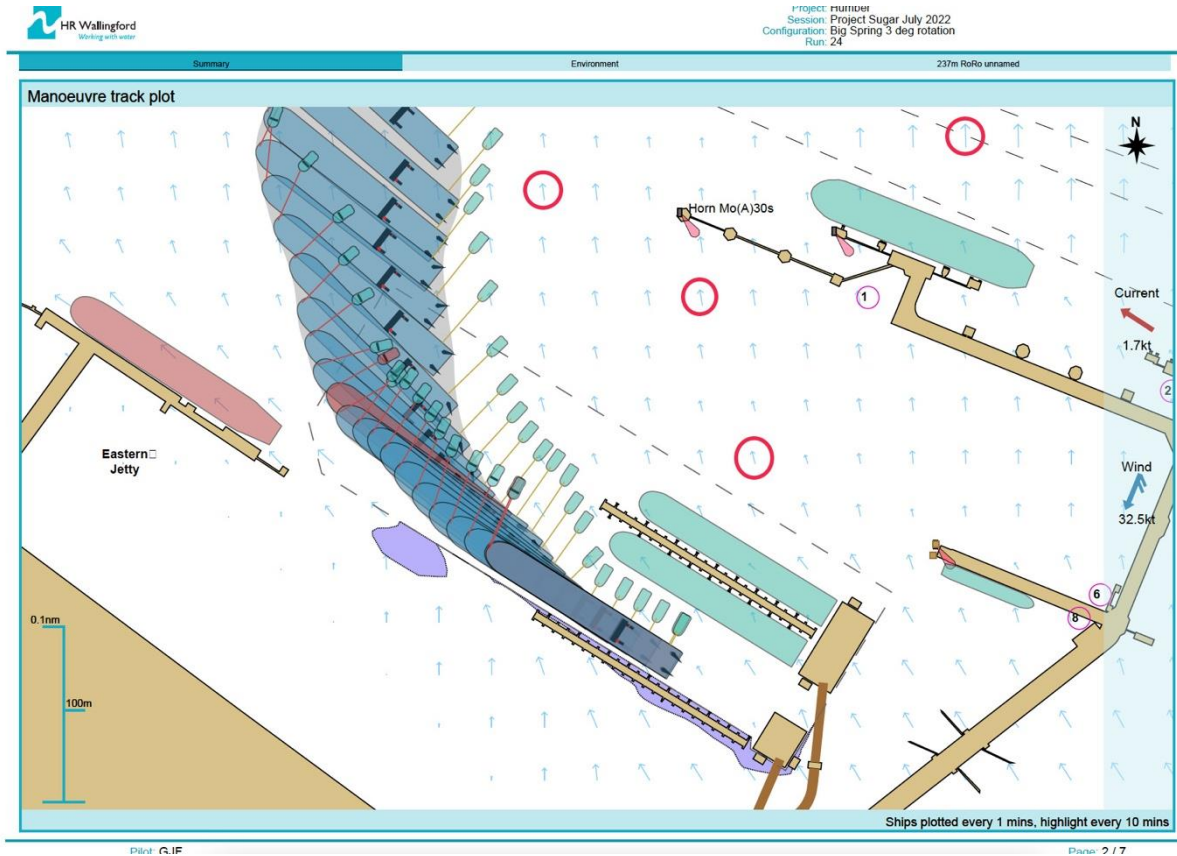 HR Wallingford
Working with water
Project: Humber
Session: Project Sugar July 2022
Configuration: Big Spring 3 deg rotation
Run: 24
Summary
Environment
237m RoRo unnamed
Manoeuvre track plot
N
Horn Mo(A)30s
1
Current
1.7kt
2
Eastern□
Jetty
Wind
32.5kt
6
8
0.1nm
100m
Ships plotted every 1 mins, highlight every 10 mins
Pilot: GJF
Page: 2 / 7